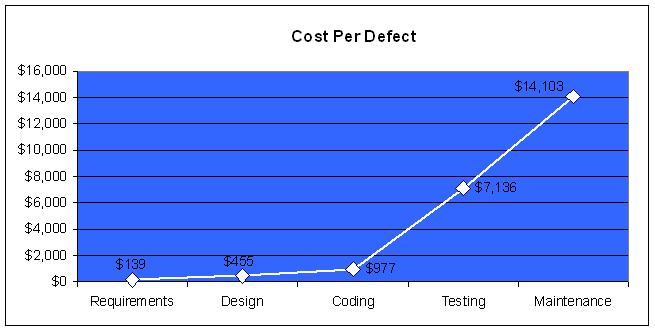 Cost Per Defect
$16,000
$14,000
$12,000
$10,000
$8,000
$6,000
$4,000
$2,000
$0
$139
$455
$977
$7,136
$14,103
Requirements
Design
Coding
Testing
Maintenance